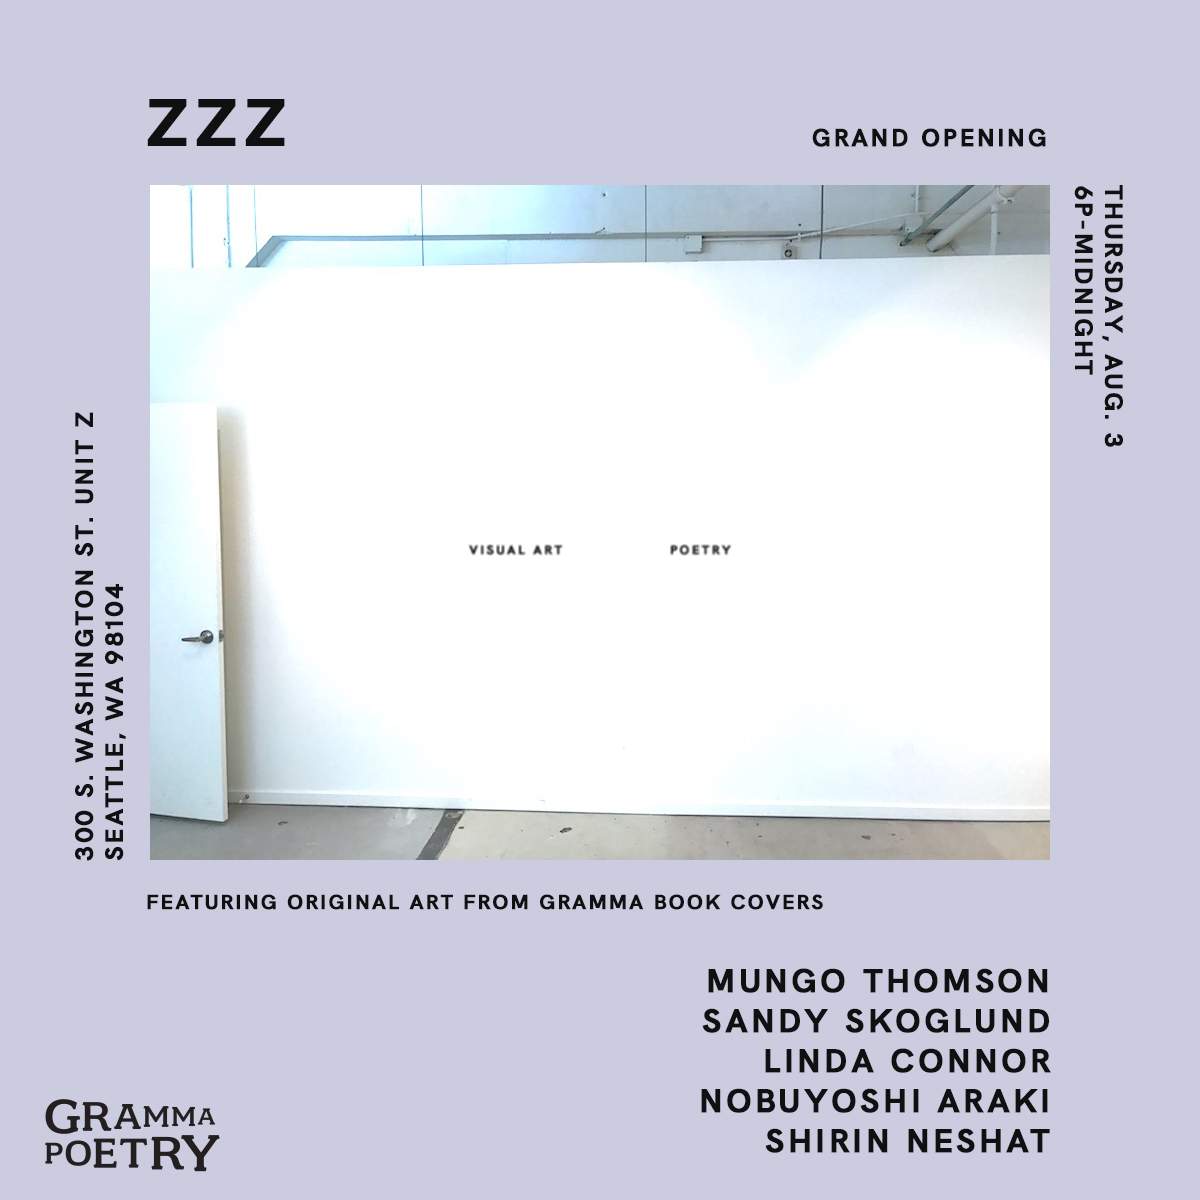 ZZZ
GRAND OPENING
THURSDAY, AUG. 3
6P-MIDNIGHT
VISUAL ART POETRY
300 S. WASHINGTON ST. UNIT Z
SEATTLE, WA 98104
FEATURING ORIGINAL ART FROM GRAMMA BOOK COVERS
MUNGO THOMSON
SANDY SKOGLUND
LINDA CONNOR
NOBUYOSHI ARAKI
SHIRIN NESHAT
GRAMMA
POETRY